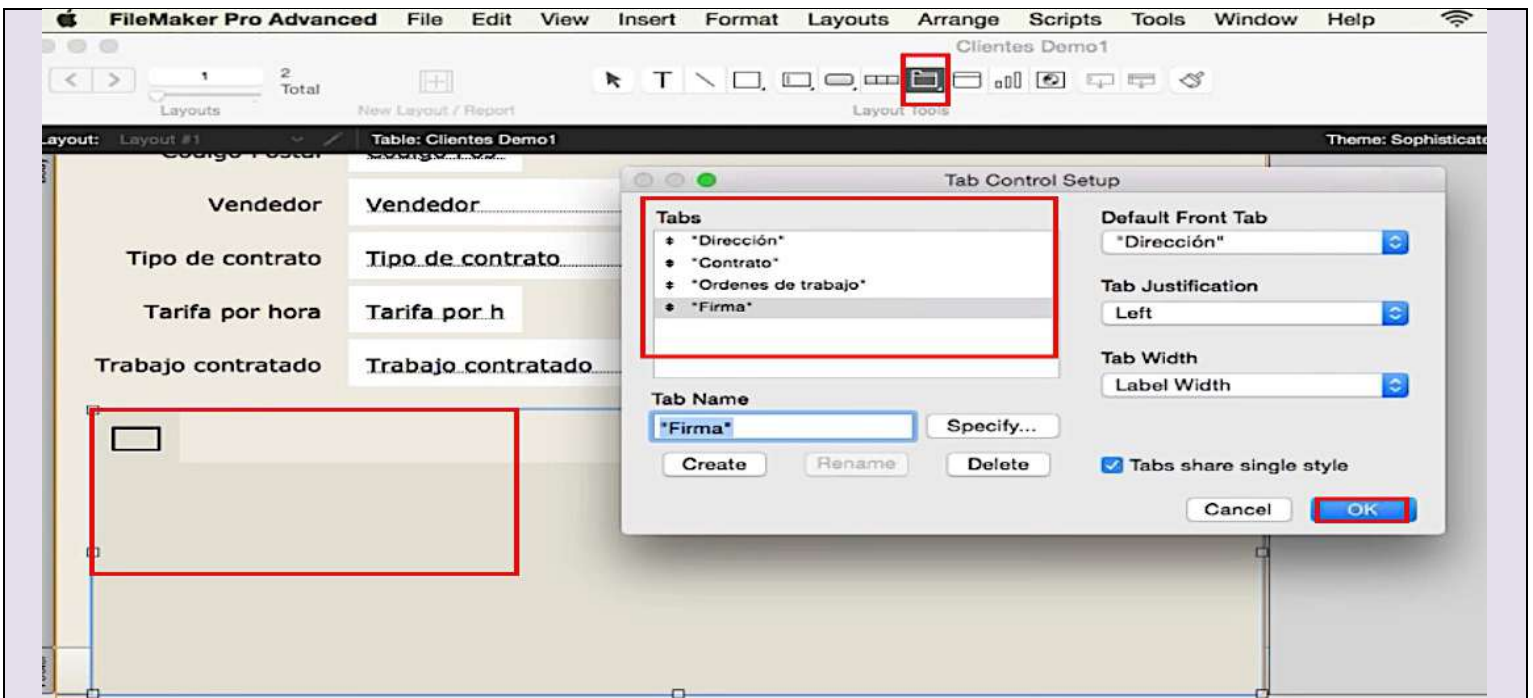 FileMaker Pro Advanced File Edit View Insert Format Layouts Arrange Scripts Tools Window Help
Clientes Demo1
1 2 Total
Layouts New Layout / Report Layout Tools
Layout: Layout #1 Table: Clientes Demo1 Theme: Sophisticate
Vendedor Vendedor
Tipo de contrato Tipo de contrato
Tarifa por hora Tarifa por h
Trabajo contratado Trabajo contratado
Tab Control Setup
Tabs
"Dirección"
"Contrato"
"Ordenes de trabajo"
"Firma"
Tab Name
"Firma" Specify...
Create Rename Delete
Default Front Tab
"Dirección"
Tab Justification
Left
Tab Width
Label Width
Tabs share single style
Cancel OK